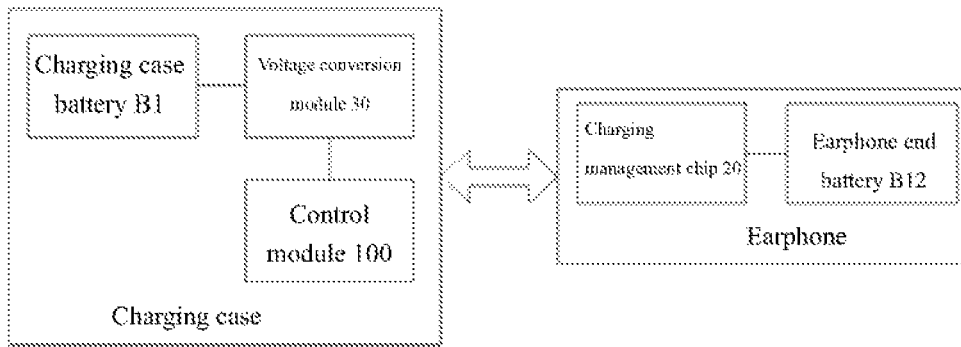 Charging case
battery B1
Voltage conversion
module 30
Control
module 100
Charging case
Charging
management chip 20
Earphone end
battery B12
Earphone